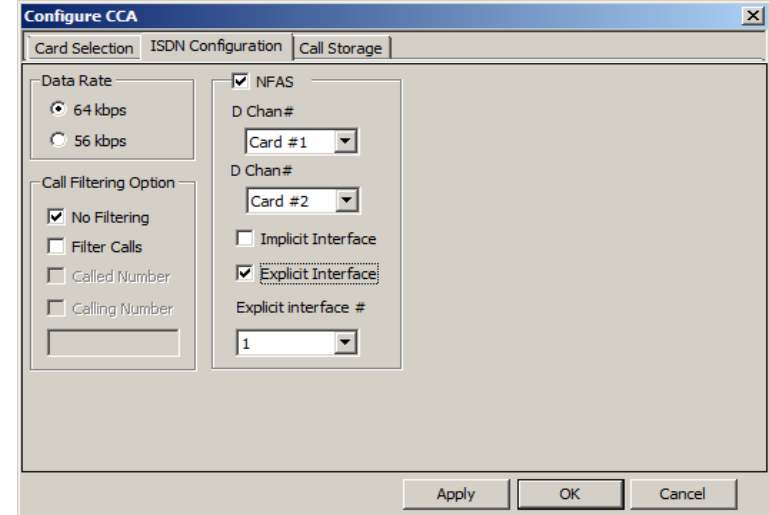 Configure CCA
Card Selection
ISDN Configuration
Call Storage
Data Rate
64 kbps
56 kbps
Call Filtering Option
No Filtering
Filter Calls
Called Number
Calling Number
NFAS
D Chan#
Card #1
D Chan#
Card #2
Implicit Interface
Explicit Interface
Explicit interface #
1
Apply
OK
Cancel